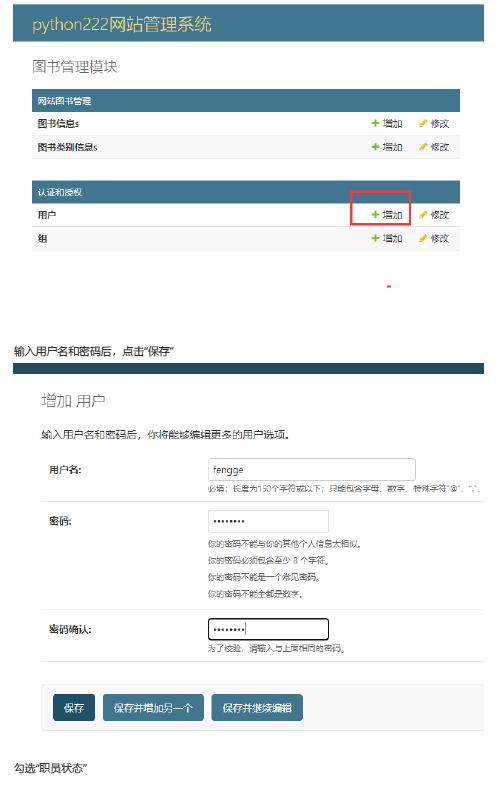 python222网站管理系统
图书管理模块
网站图书管理
图书信息s 增加 修改
图书类别信息s 增加 修改
认证和授权
用户 增加 修改
组 增加 修改
输入用户名和密码后，点击“保存”
增加 用户
输入用户名和密码后，你将能够编辑更多的用户选项。
用户名: fengge
必填；长度为150个字符或以下；只能包含字母、数字、特殊字符“@”、“.”、
密码: ••••••••
你的密码不能与你的其他个人信息太相似。
你的密码必须包含至少 8 个字符。
你的密码不能是一个常见密码。
你的密码不能全都是数字。
密码确认: ••••••••
为了校验，请输入与上面相同的密码。
保存 保存并增加另一个 保存并继续编辑
勾选“职员状态”